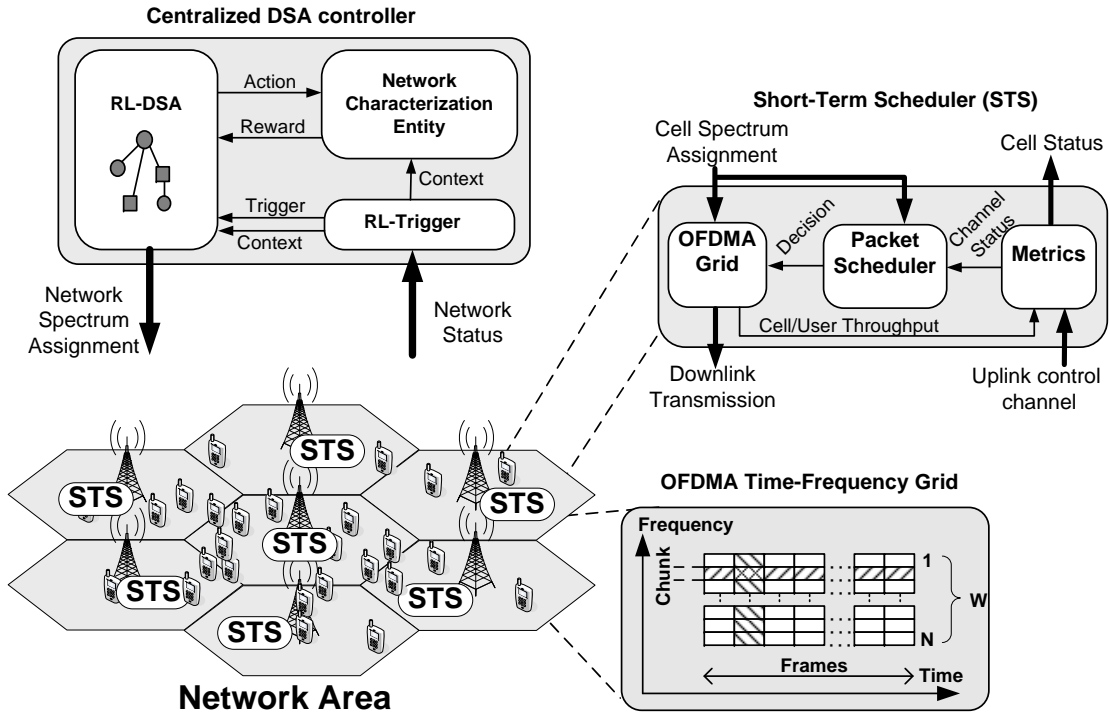 Centralized DSA controller
RL-DSA
Action
Reward
Network
Characterization
Entity
Context
Trigger
Context
RL-Trigger
Network
Spectrum
Assignment
Network
Status
Short-Term Scheduler (STS)
Cell Spectrum
Assignment
Cell Status
OFDMA
Grid
Decision
Packet
Scheduler
Channel
Status
Metrics
Cell/User Throughput
Downlink
Transmission
Uplink control
channel
STS
STS
STS
STS
STS
STS
STS
Network Area
OFDMA Time-Frequency Grid
Frequency
Chunk
1
W
N
Frames
Time